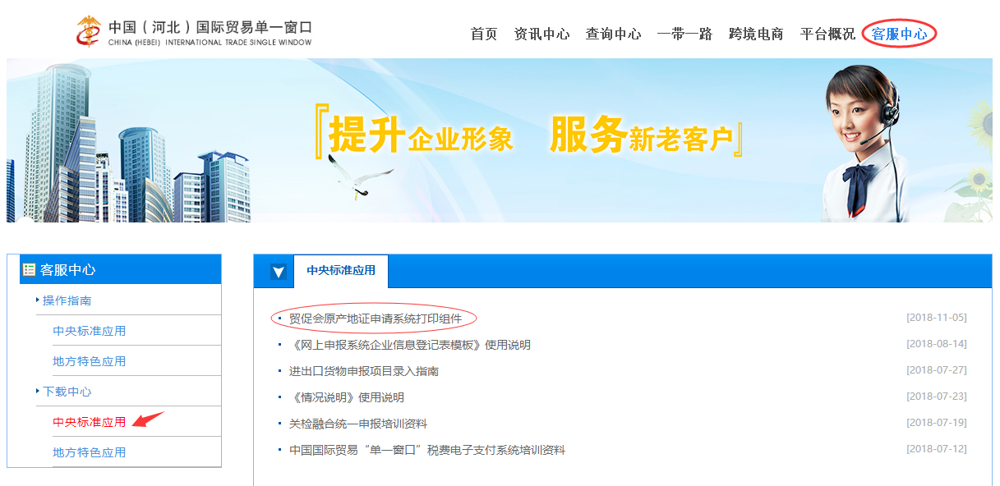 中国（河北）国际贸易单一窗口
CHINA (HEBEI) INTERNATIONAL TRADE SINGLE WINDOW
首页 资讯中心 查询中心 一带一路 跨境电商 平台概况 客服中心
『提升企业形象 服务新老客户』
客服中心
操作指南
中央标准应用
地方特色应用
下载中心
中央标准应用
地方特色应用
中央标准应用
贸促会原产地证申请系统打印组件 [2018-11-05]
《网上申报系统企业信息登记表模板》使用说明 [2018-08-14]
进出口货物申报项目录入指南 [2018-07-27]
《情况说明》使用说明 [2018-07-23]
关检融合统一申报培训资料 [2018-07-19]
中国国际贸易“单一窗口”税费电子支付系统培训资料 [2018-07-12]